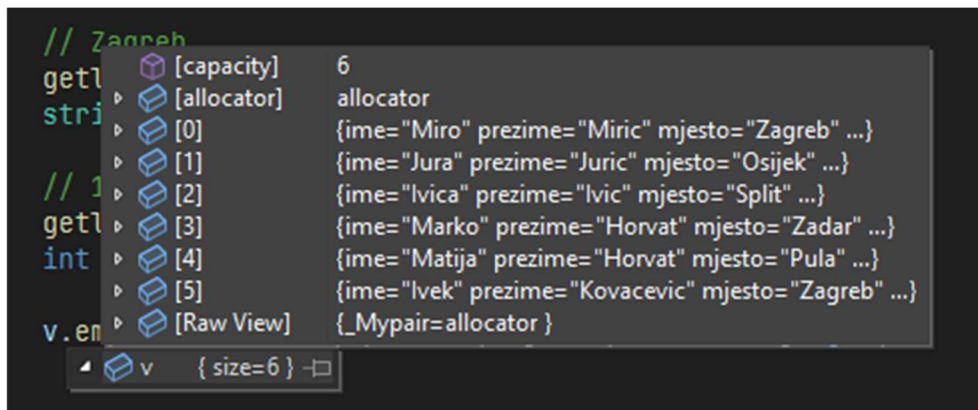 // Zagreb
[capacity] 6
getl
[allocator] allocator
stri
[0] {ime="Miro" prezime="Miric" mjesto="Zagreb" ...}
[1] {ime="Jura" prezime="Juric" mjesto="Osijek" ...}
// 1
[2] {ime="Ivica" prezime="Ivic" mjesto="Split" ...}
getl
[3] {ime="Marko" prezime="Horvat" mjesto="Zadar" ...}
int
[4] {ime="Matija" prezime="Horvat" mjesto="Pula" ...}
[5] {ime="Ivek" prezime="Kovacevic" mjesto="Zagreb" ...}
v.em
[Raw View] {_Mypair=allocator }
v { size=6 }